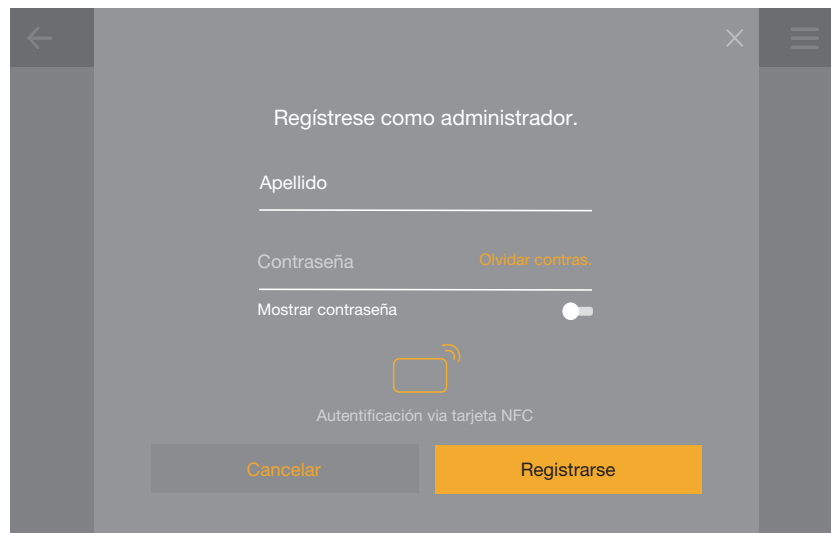 Regístrese como administrador.
Apellido
Contraseña Olvidar contras.
Mostrar contraseña
Autentificación via tarjeta NFC
Cancelar Registrarse